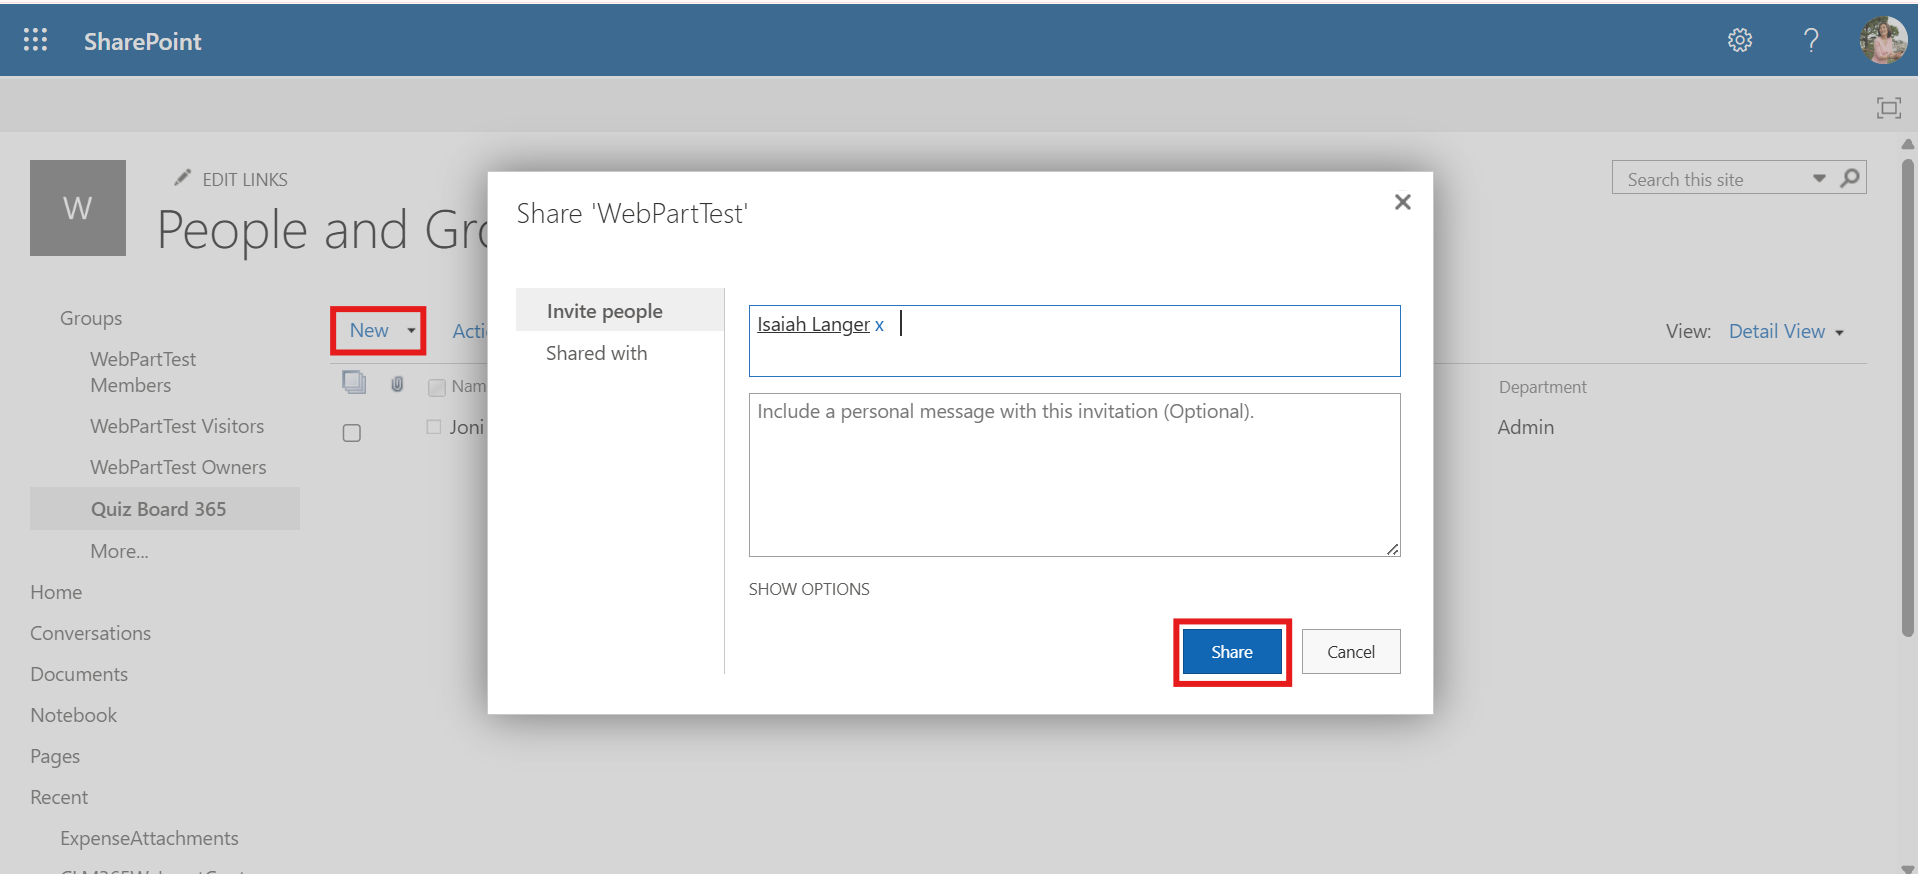 SharePoint
W
EDIT LINKS
People and Gro
Search this site
Share 'WebPartTest'
Invite people
Shared with
Isaiah Langer x
Include a personal message with this invitation (Optional).
SHOW OPTIONS
Share
Cancel
Groups
WebPartTest
Members
WebPartTest Visitors
WebPartTest Owners
Quiz Board 365
More...
Home
Conversations
Documents
Notebook
Pages
Recent
ExpenseAttachments
New
Acti
View: Detail View
Nam
Department
Joni
Admin